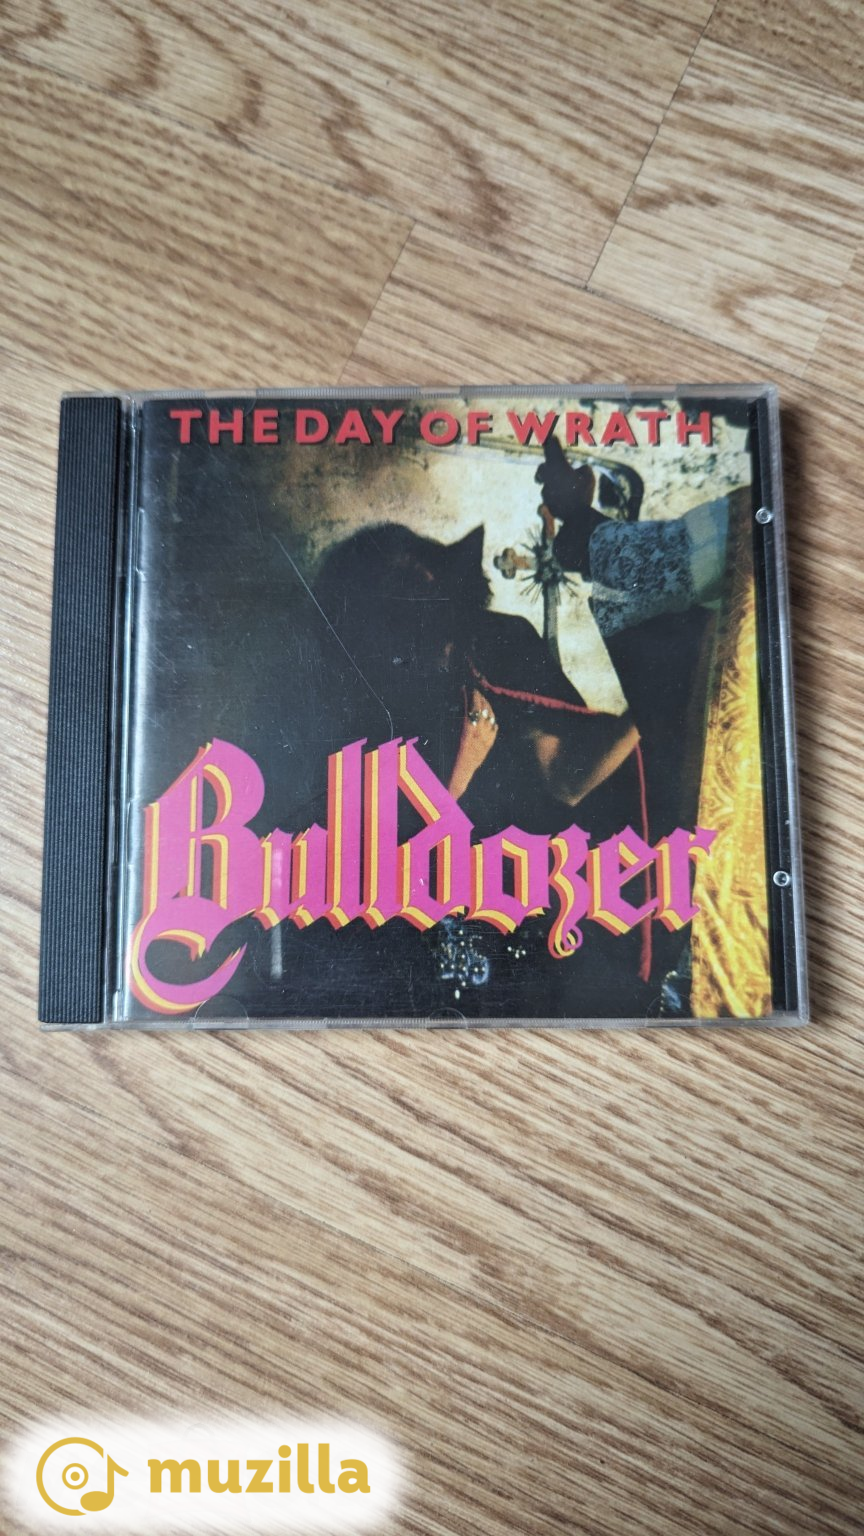 THE DAY OF WRATH
Bulldozer
muzilla